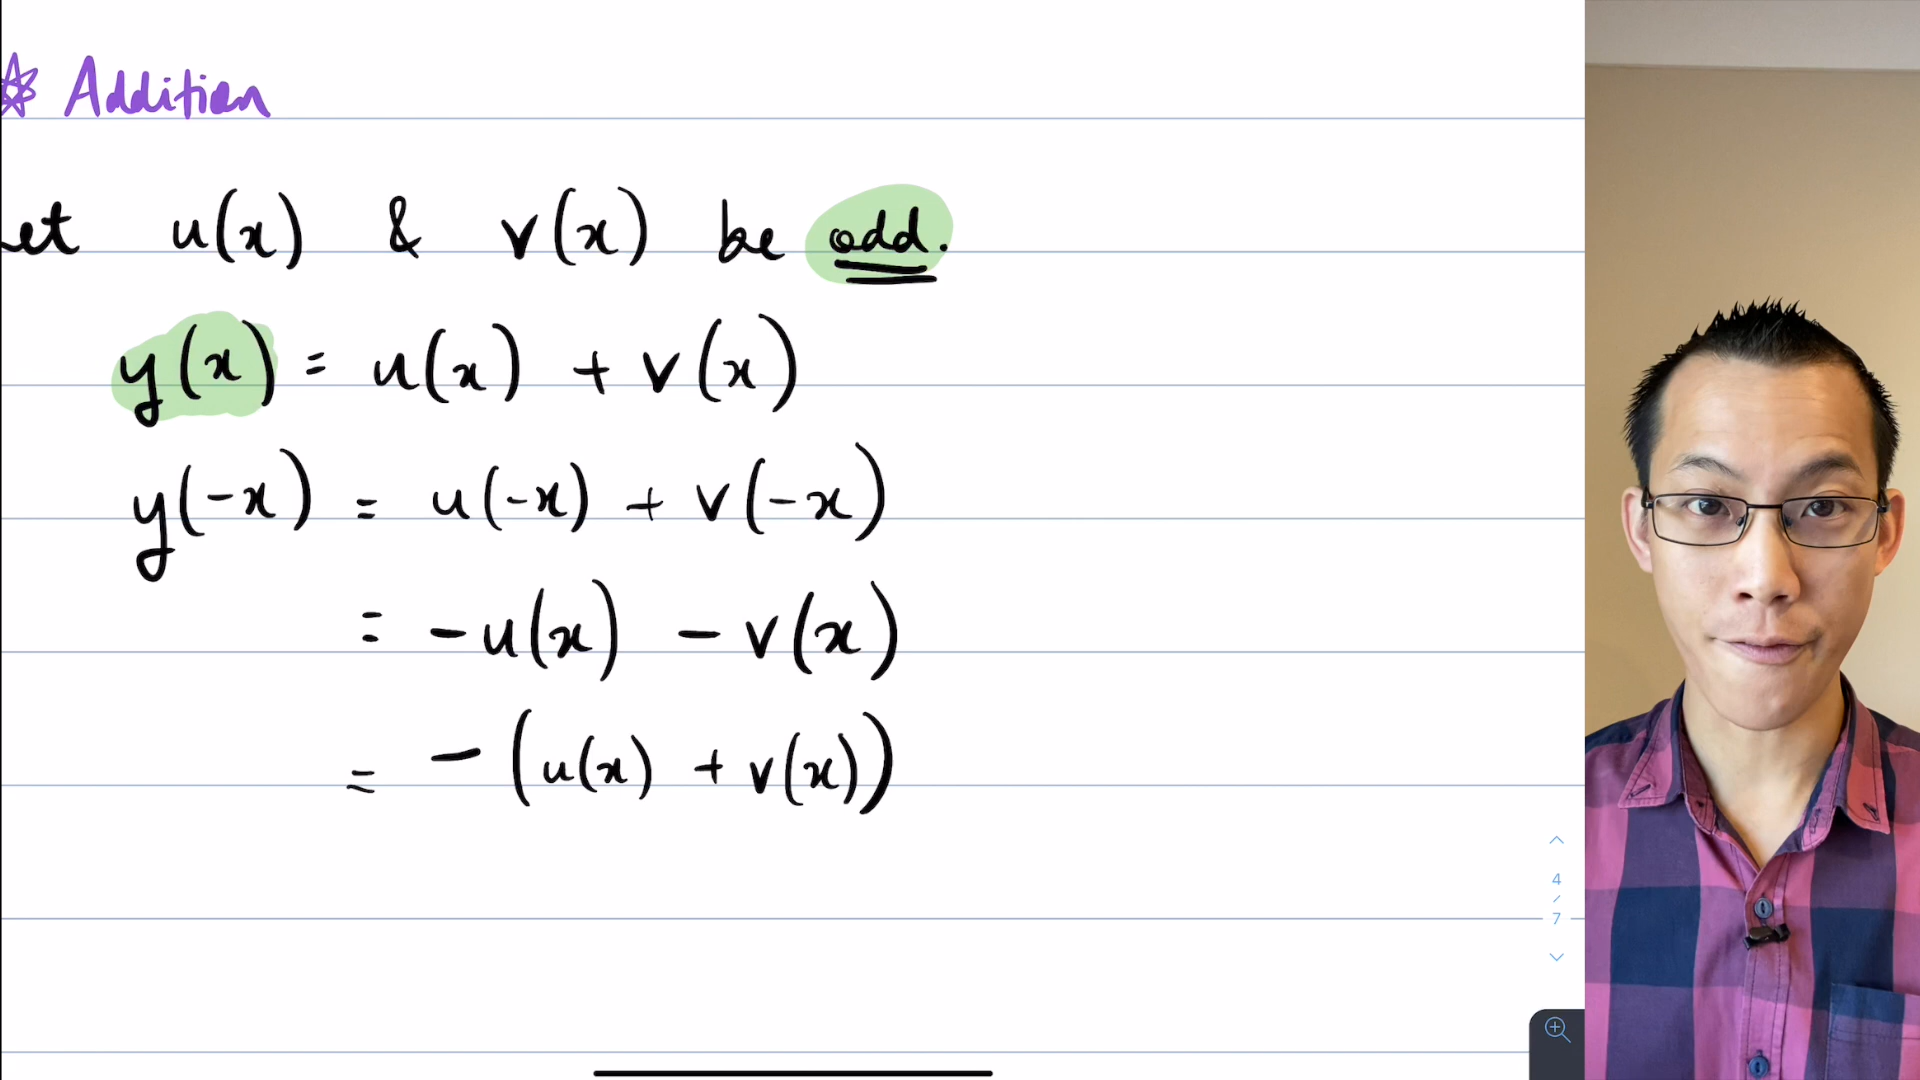 ☆ Addition
et u(x) & v(x) be odd.
y(x) = u(x) + v(x)
y(-x) = u(-x) + v(-x)
= -u(x) - v(x)
= -(u(x) + v(x))
4
/
7